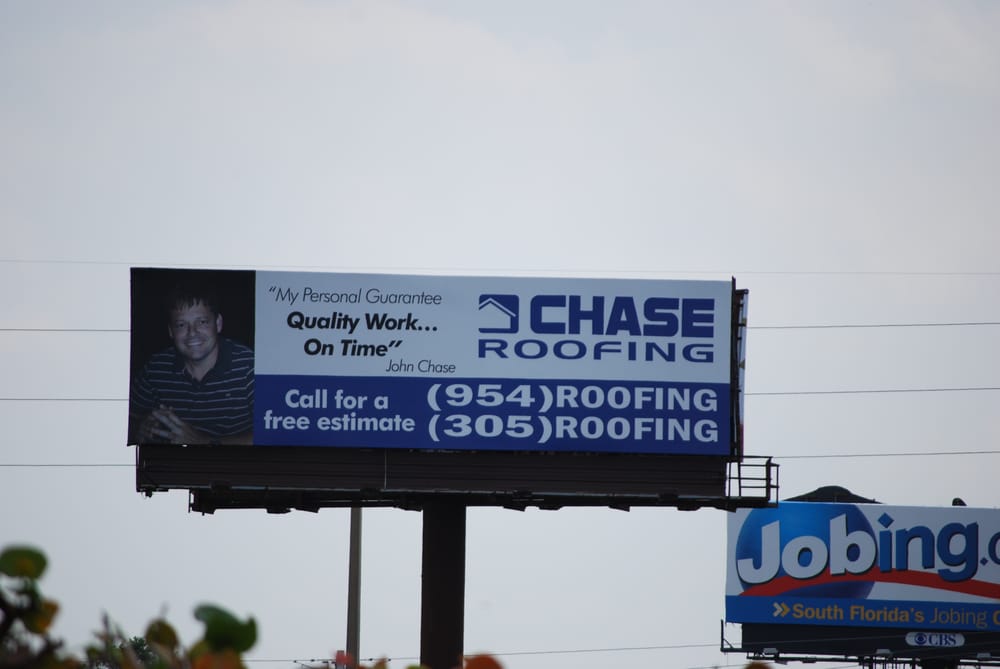 “My Personal Guarantee
Quality Work...
On Time”
John Chase
CHASE
ROOFING
Call for a
free estimate
(954)ROOFING
(305)ROOFING
Jobing.
South Florida's Jobing
CBS